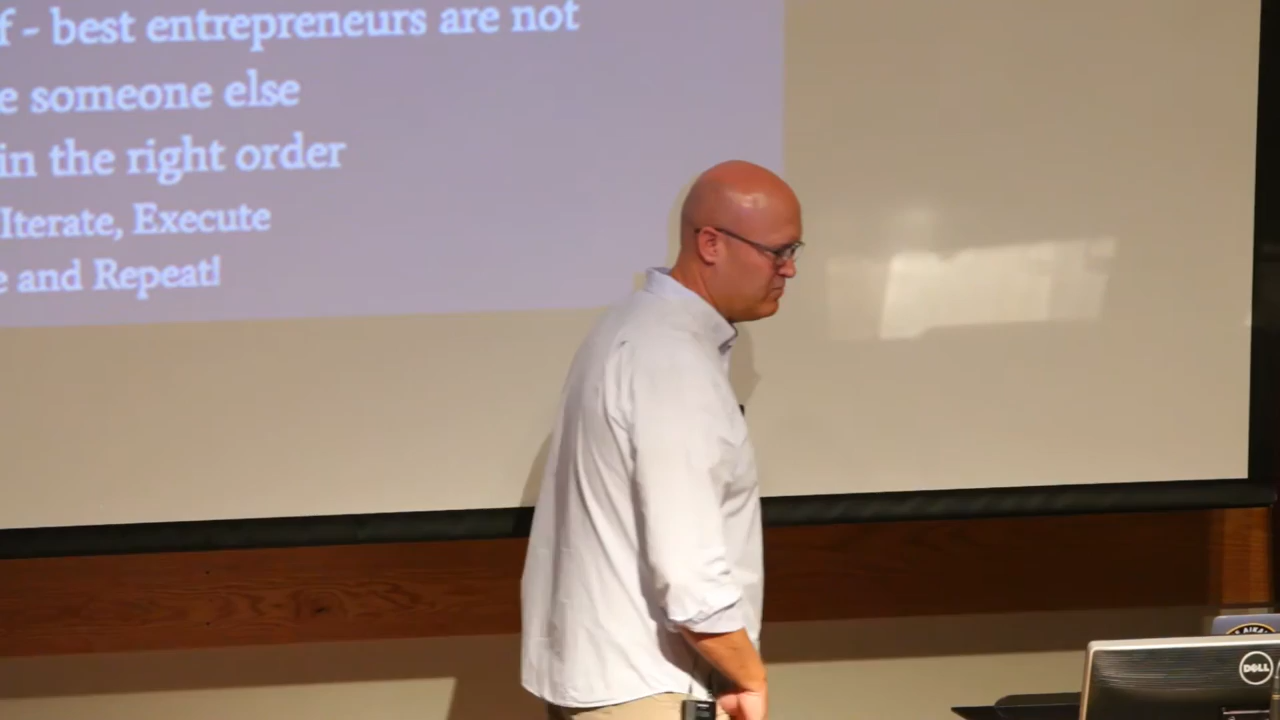 f - best entrepreneurs are not
e someone else
in the right order
Iterate, Execute
e and Repeat!
DELL